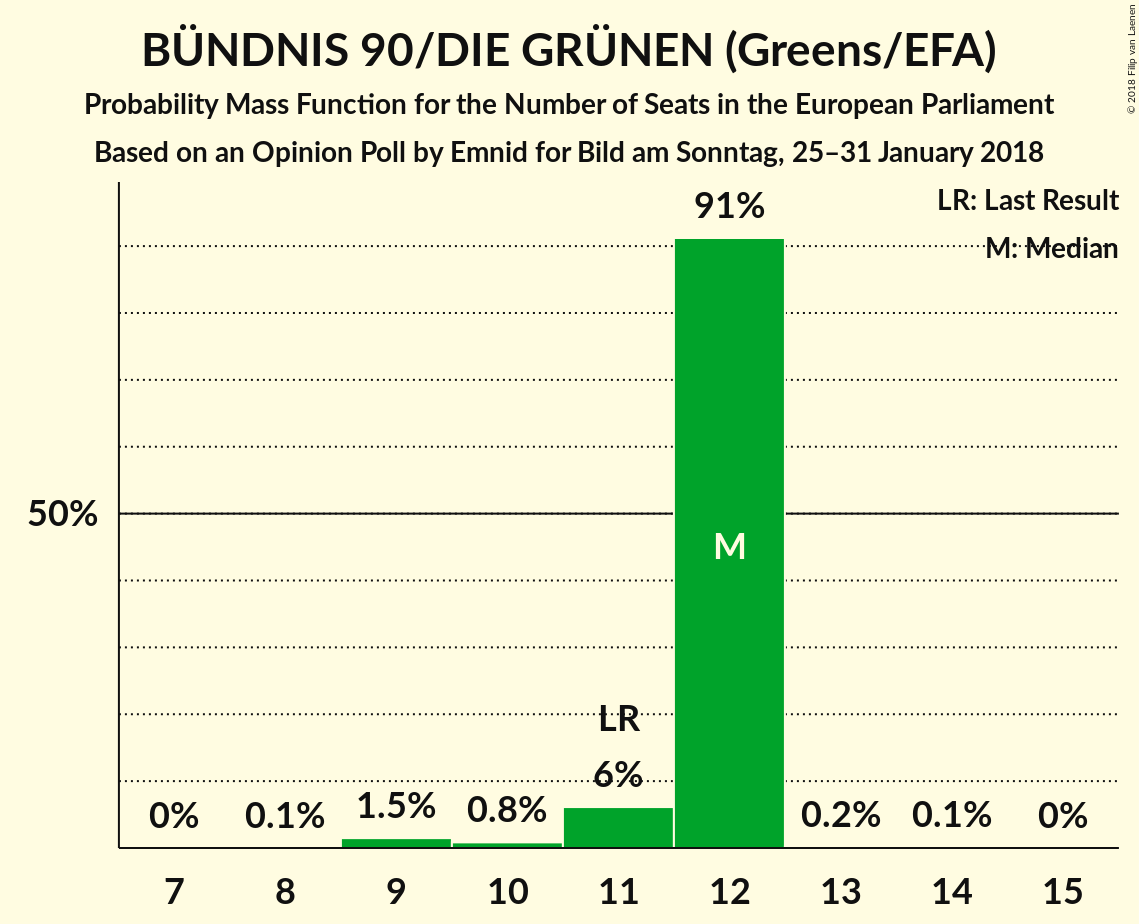 BÜNDNIS 90/DIE GRÜNEN (Greens/EFA)
Probability Mass Function for the Number of Seats in the European Parliament
Based on an Opinion Poll by Emnid for Bild am Sonntag, 25–31 January 2018
© 2018 Filip van Laenen
LR: Last Result
M: Median
91%
50%
M
LR
6%
0% 0.1% 1.5% 0.8% 0.2% 0.1% 0%
7 8 9 10 11 12 13 14 15